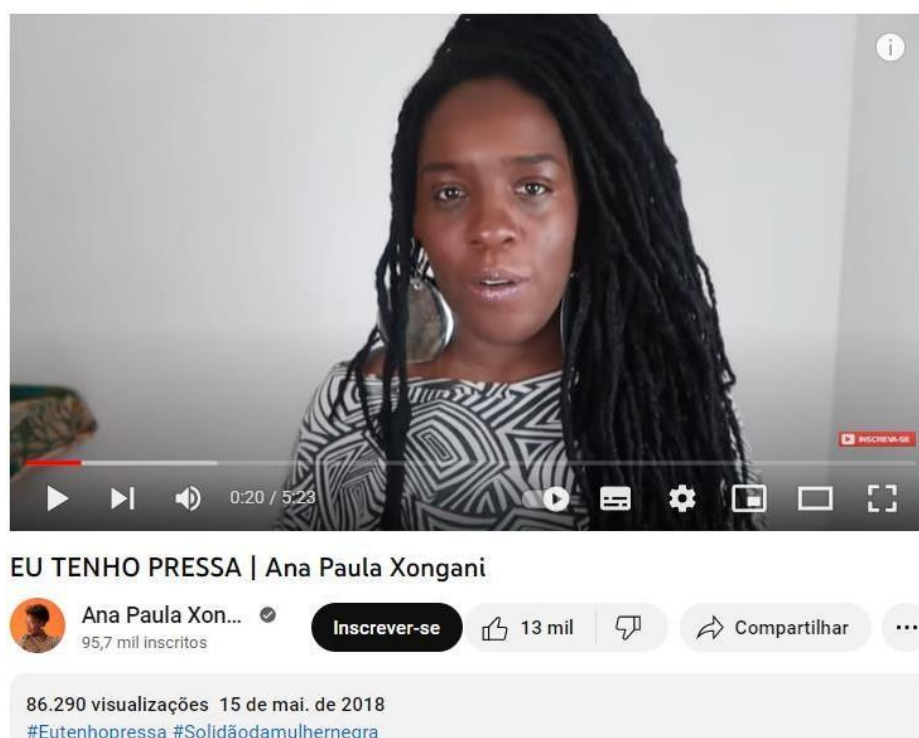 i
INSCREVA-SE
0:20 / 5:23
EU TENHO PRESSA | Ana Paula Xongani
Ana Paula Xon...
95,7 mil inscritos
Inscrever-se
13 mil
Compartilhar
86.290 visualizações 15 de mai. de 2018
#Eutenhopressa #Solidãodamulhernegra